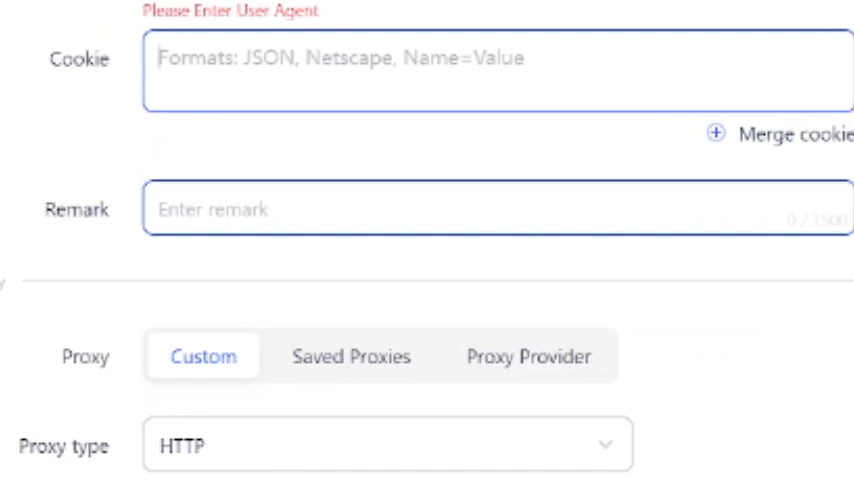 Please Enter User Agent
Cookie
Formats: JSON, Netscape, Name=Value
Merge cookie
Remark
Enter remark
0 / 1500
Proxy
Custom
Saved Proxies
Proxy Provider
Proxy type
HTTP